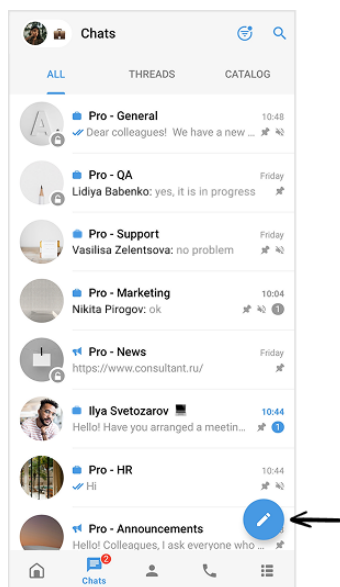 Chats
ALL THREADS CATALOG
Pro - General 10:48
Dear colleagues! We have a new ...
Pro - QA Friday
Lidiya Babenko: yes, it is in progress
Pro - Support Friday
Vasilisa Zelentsova: no problem
Pro - Marketing 10:04
Nikita Pirogov: ok 1
Pro - News Friday
https://www.consultant.ru/
Ilya Svetozarov 10:44
Hello! Have you arranged a meetin... 1
Pro - HR 10:44
Hi
Pro - Announcements
Hello! Colleagues, I ask everyone who ...
2
Chats